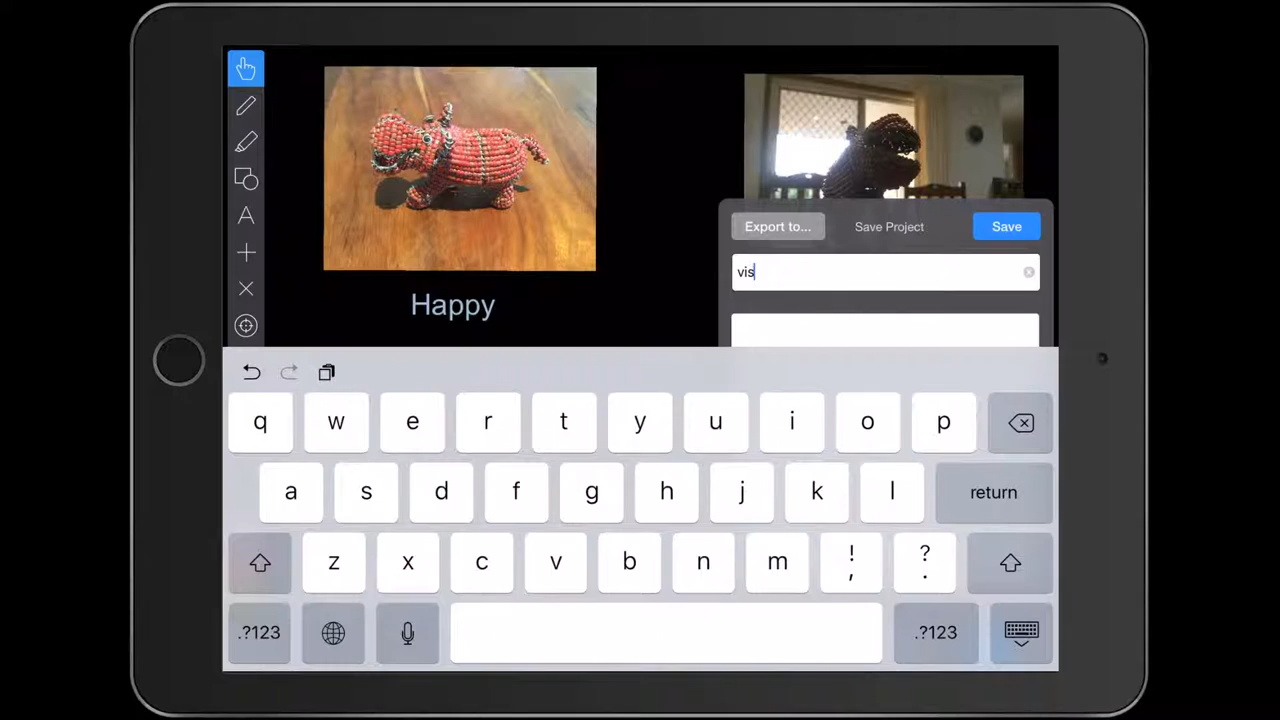 Export to...
Save Project
Save
vis
Happy
q w e r t y u i o p
a s d f g h j k l return
z x c v b n m ! , ? .
.?123 .?123